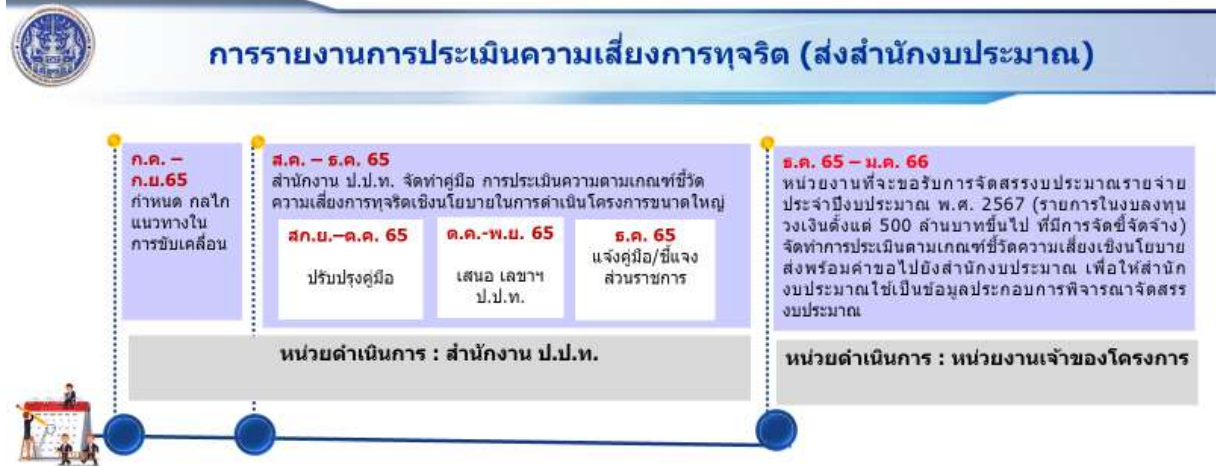 การรายงานการประเมินความเสี่ยงการทุจริต (ส่งสำนักงบประมาณ)
ก.ค. –
ก.ย.65
กำหนด กลไก
แนวทางใน
การขับเคลื่อน
ส.ค. – ธ.ค. 65
สำนักงาน ป.ป.ท. จัดทำคู่มือ การประเมินความตามเกณฑ์ชี้วัด
ความเสี่ยงการทุจริตเชิงนโยบายในการดำเนินโครงการขนาดใหญ่
สก.ย.–ต.ค. 65
ปรับปรุงคู่มือ
ต.ค.-พ.ย. 65
เสนอ เลขาฯ
ป.ป.ท.
ธ.ค. 65
แจ้งคู่มือ/ชี้แจง
ส่วนราชการ
หน่วยดำเนินการ : สำนักงาน ป.ป.ท.
ธ.ค. 65 – ม.ค. 66
หน่วยงานที่จะขอรับการจัดสรรงบประมาณรายจ่าย
ประจำปีงบประมาณ พ.ศ. 2567 (รายการในงบลงทุน
วงเงินตั้งแต่ 500 ล้านบาทขึ้นไป ที่มีการจัดซื้อจัดจ้าง)
จัดทำการประเมินตามเกณฑ์ชี้วัดความเสี่ยงเชิงนโยบาย
ส่งพร้อมคำขอไปยังสำนักงบประมาณ เพื่อให้สำนัก
งบประมาณใช้เป็นข้อมูลประกอบการพิจารณาจัดสรร
งบประมาณ
หน่วยดำเนินการ : หน่วยงานเจ้าของโครงการ